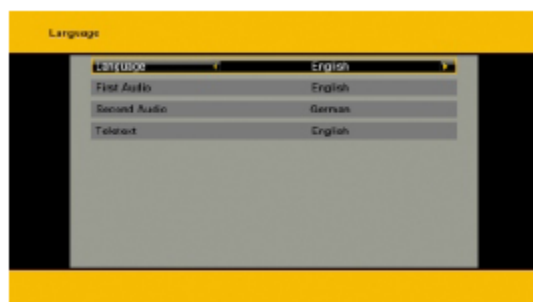 Language
Language English
First Audio English
Second Audio German
Teletext English